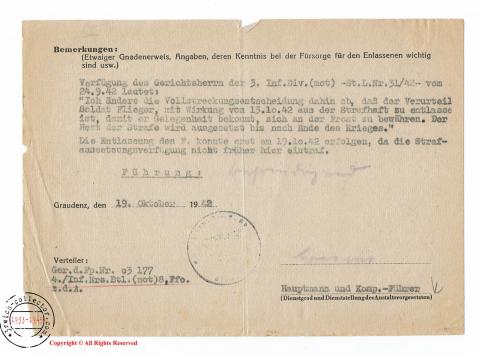 Bemerkungen:
(Etwaiger Gnadenerweis, Angaben, deren Kenntnis bei der Fürsorge für den Enlassenen wichtig
sind usw.)
Verfügung des Gerichtsherrn der 3. Inf.Div.(mot) -St.L.Nr.31/42- vom
24.9.42 lautet:
"Ich ändere die Vollstreckungsentscheidung dahin ab, daß der Verurteil
Soldat Flieger, mit Wirkung von 13.10.42 aus der Strafhaft zu entlasse
ist, damit er Gelegenheit bekommt, sich an der Front zu bewähren. Der
Rest der Strafe wird ausgesetzt bis nach Ende des Krieges."
Die Entlassung des F. konnte erst am 19.10.42 erfolgen, da die Straf-
aussetzungsverfügung nicht früher hier eintraf.
Führung:
Graudenz, den 19. Oktober 1942
Verteiler:
Ger.d.Fp.Nr. 03 177
4./Inf.Ers.Btl.(mot)8,Ffo.
z.d.A.
Hauptmann und Komp.-Führer
(Dienstgrad und Dienststellung des Anstaltsvorgesetzten)
1933-1945
Copyright © All Rights Reserved